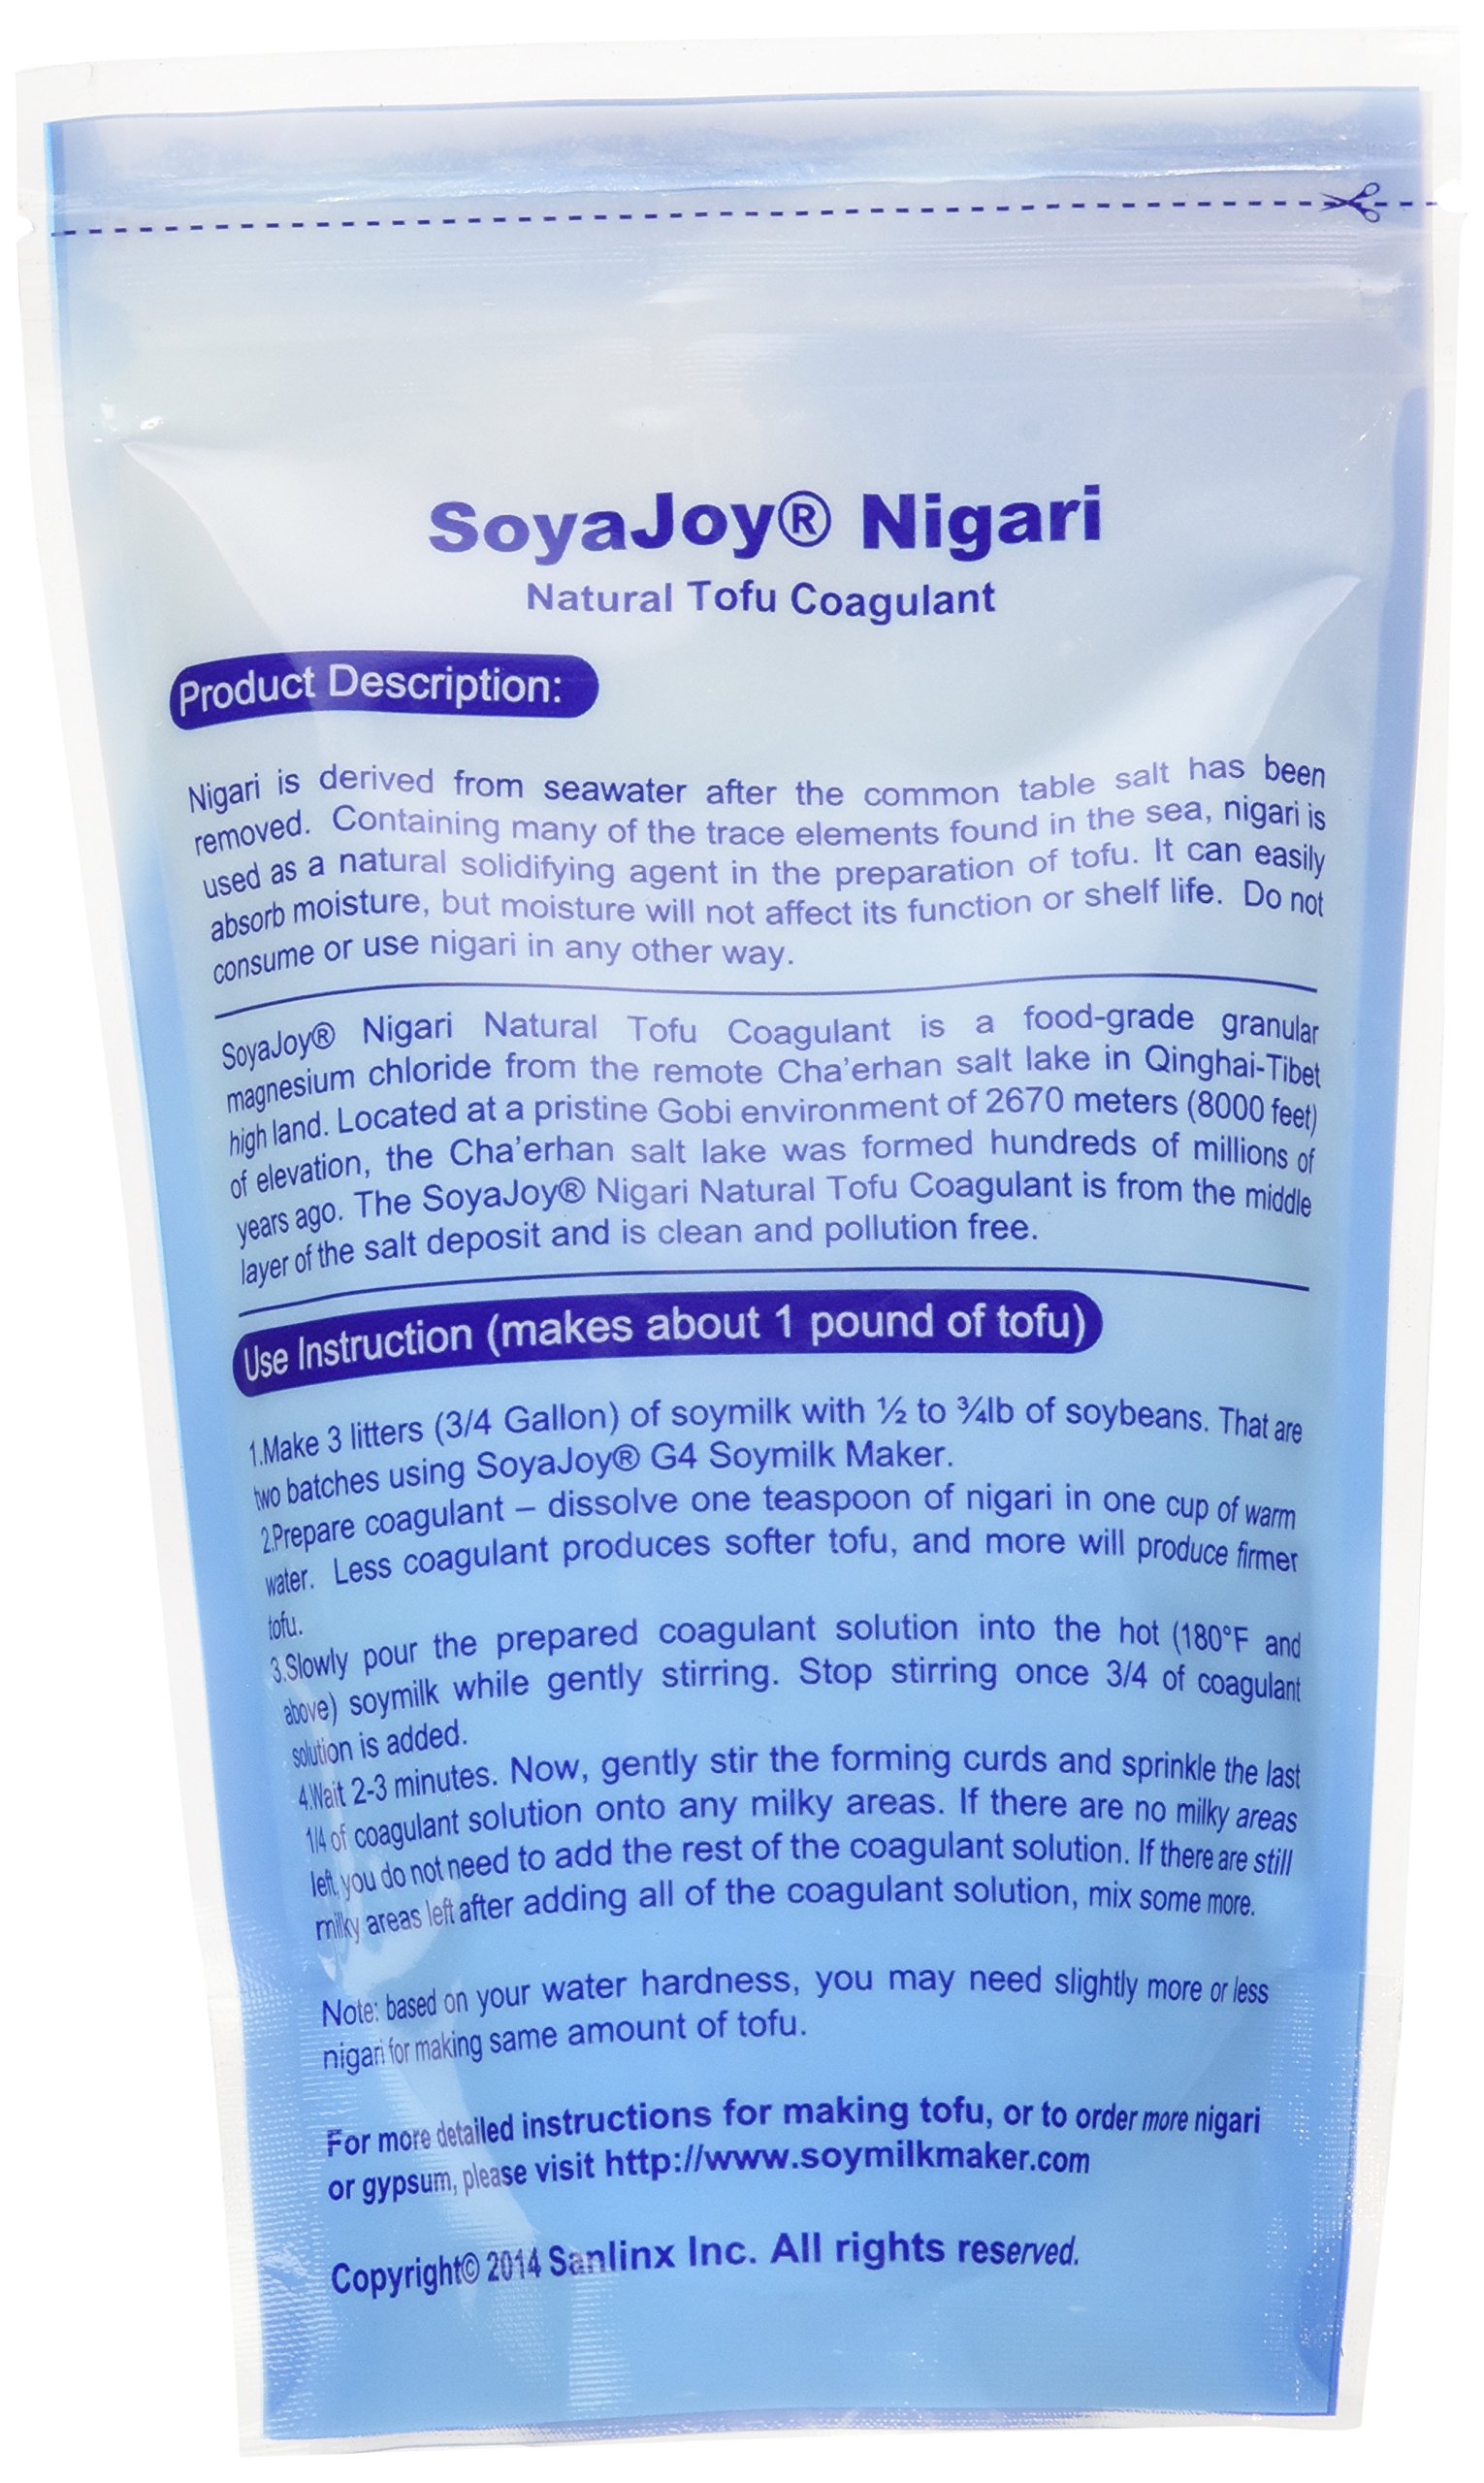 SoyaJoy® Nigari
Natural Tofu Coagulant
Product Description:
Nigari is derived from seawater after the common table salt has been
removed. Containing many of the trace elements found in the sea, nigari is
used as a natural solidifying agent in the preparation of tofu. It can easily
absorb moisture, but moisture will not affect its function or shelf life. Do not
consume or use nigari in any other way.
SoyaJoy® Nigari Natural Tofu Coagulant is a food-grade granular
magnesium chloride from the remote Cha'erhan salt lake in Qinghai-Tibet
high land. Located at a pristine Gobi environment of 2670 meters (8000 feet)
of elevation, the Cha'erhan salt lake was formed hundreds of millions of
years ago. The SoyaJoy® Nigari Natural Tofu Coagulant is from the middle
layer of the salt deposit and is clean and pollution free.
Use Instruction (makes about 1 pound of tofu)
1.Make 3 litters (3/4 Gallon) of soymilk with ½ to ¾lb of soybeans. That are
two batches using SoyaJoy® G4 Soymilk Maker.
2.Prepare coagulant – dissolve one teaspoon of nigari in one cup of warm
water. Less coagulant produces softer tofu, and more will produce firmer
tofu.
3.Slowly pour the prepared coagulant solution into the hot (180°F and
above) soymilk while gently stirring. Stop stirring once 3/4 of coagulant
solution is added.
4.Wait 2-3 minutes. Now, gently stir the forming curds and sprinkle the last
1/4 of coagulant solution onto any milky areas. If there are no milky areas
left, you do not need to add the rest of the coagulant solution. If there are still
milky areas left after adding all of the coagulant solution, mix some more.
Note: based on your water hardness, you may need slightly more or less
nigari for making same amount of tofu.
For more detailed instructions for making tofu, or to order more nigari
or gypsum, please visit http://www.soymilkmaker.com
Copyright© 2014 Sanlinx Inc. All rights reserved.